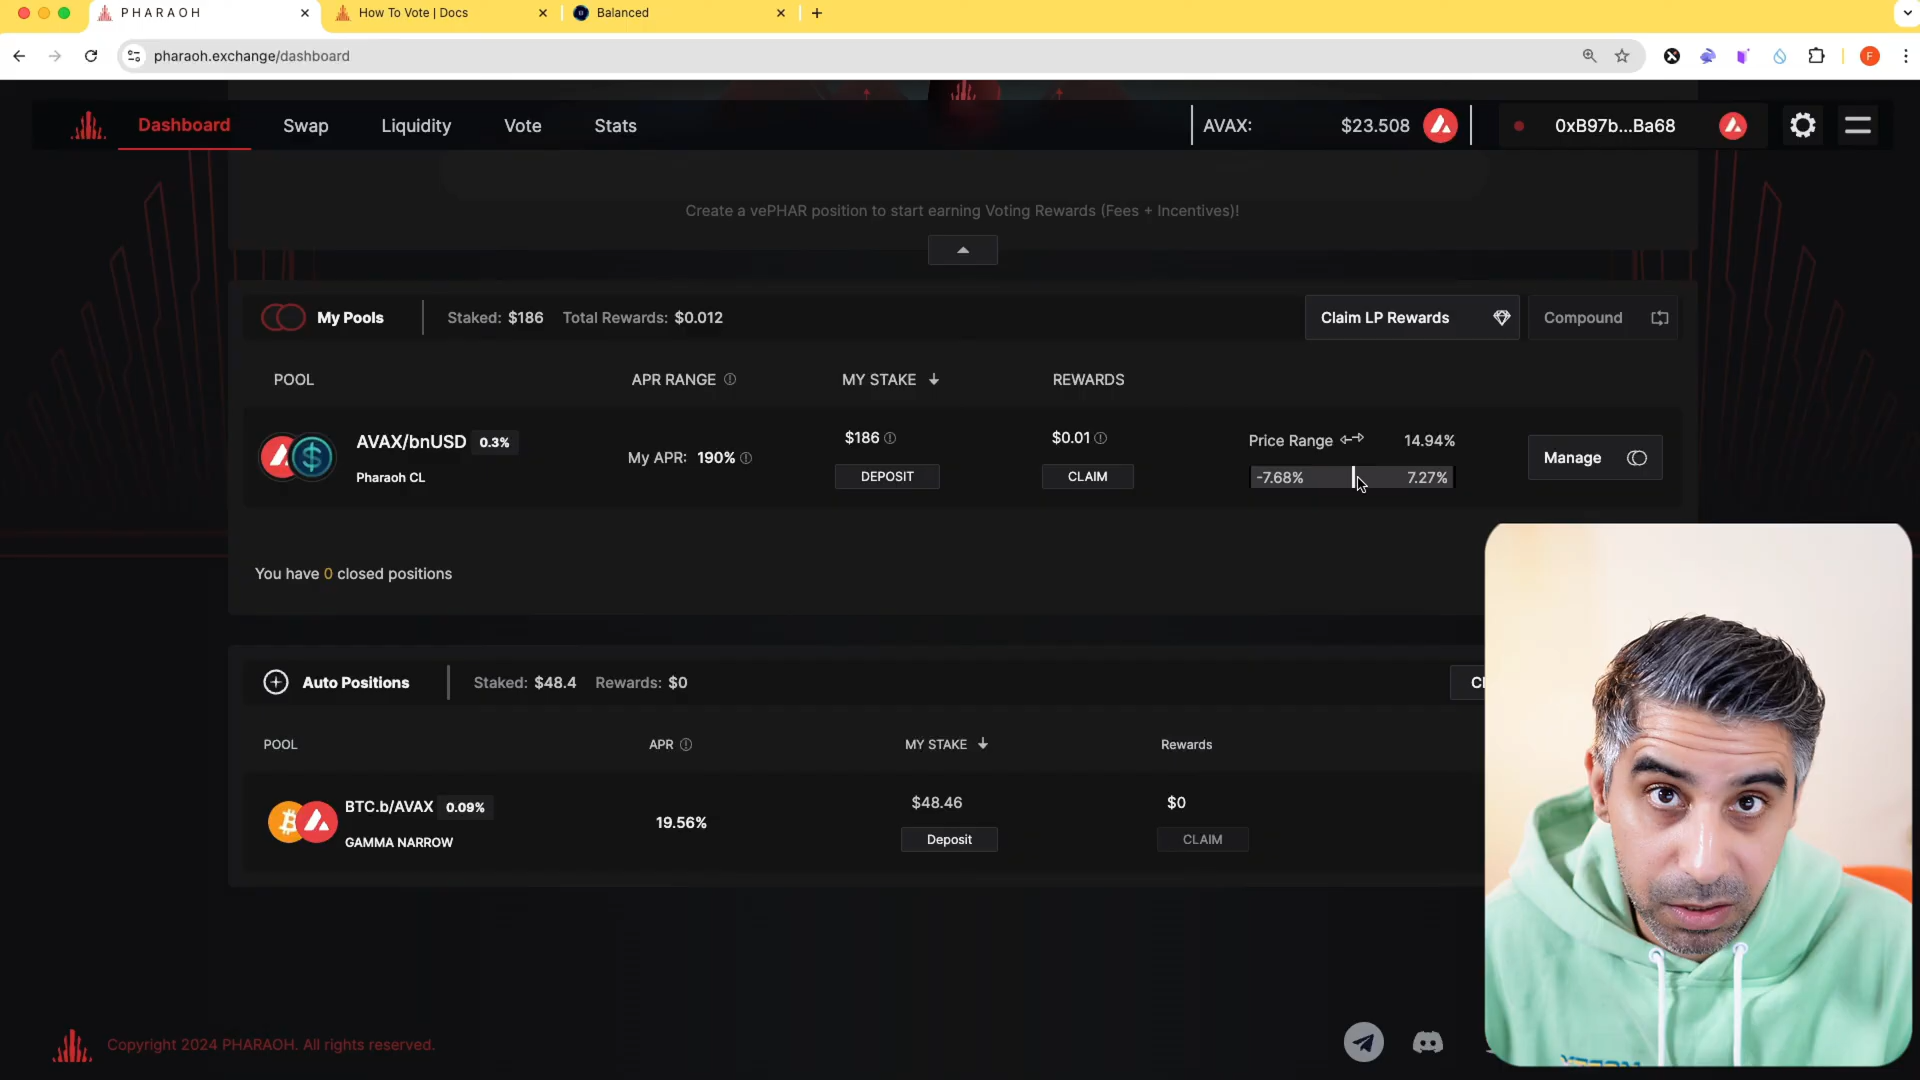 PHARAOH
How To Vote | Docs
Balanced
pharaoh.exchange/dashboard
F
Dashboard
Swap
Liquidity
Vote
Stats
AVAX:
$23.508
0xB97b...Ba68
Create a vePHAR position to start earning Voting Rewards (Fees + Incentives)!
My Pools
Staked: $186
Total Rewards: $0.012
Claim LP Rewards
Compound
POOL
APR RANGE
MY STAKE
REWARDS
AVAX/bnUSD 0.3%
Pharaoh CL
My APR: 190%
$186
DEPOSIT
$0.01
CLAIM
Price Range
14.94%
-7.68%
7.27%
Manage
You have 0 closed positions
Auto Positions
Staked: $48.4
Rewards: $0
POOL
APR
MY STAKE
Rewards
BTC.b/AVAX 0.09%
GAMMA NARROW
19.56%
$48.46
Deposit
$0
CLAIM
Copyright 2024 PHARAOH. All rights reserved.